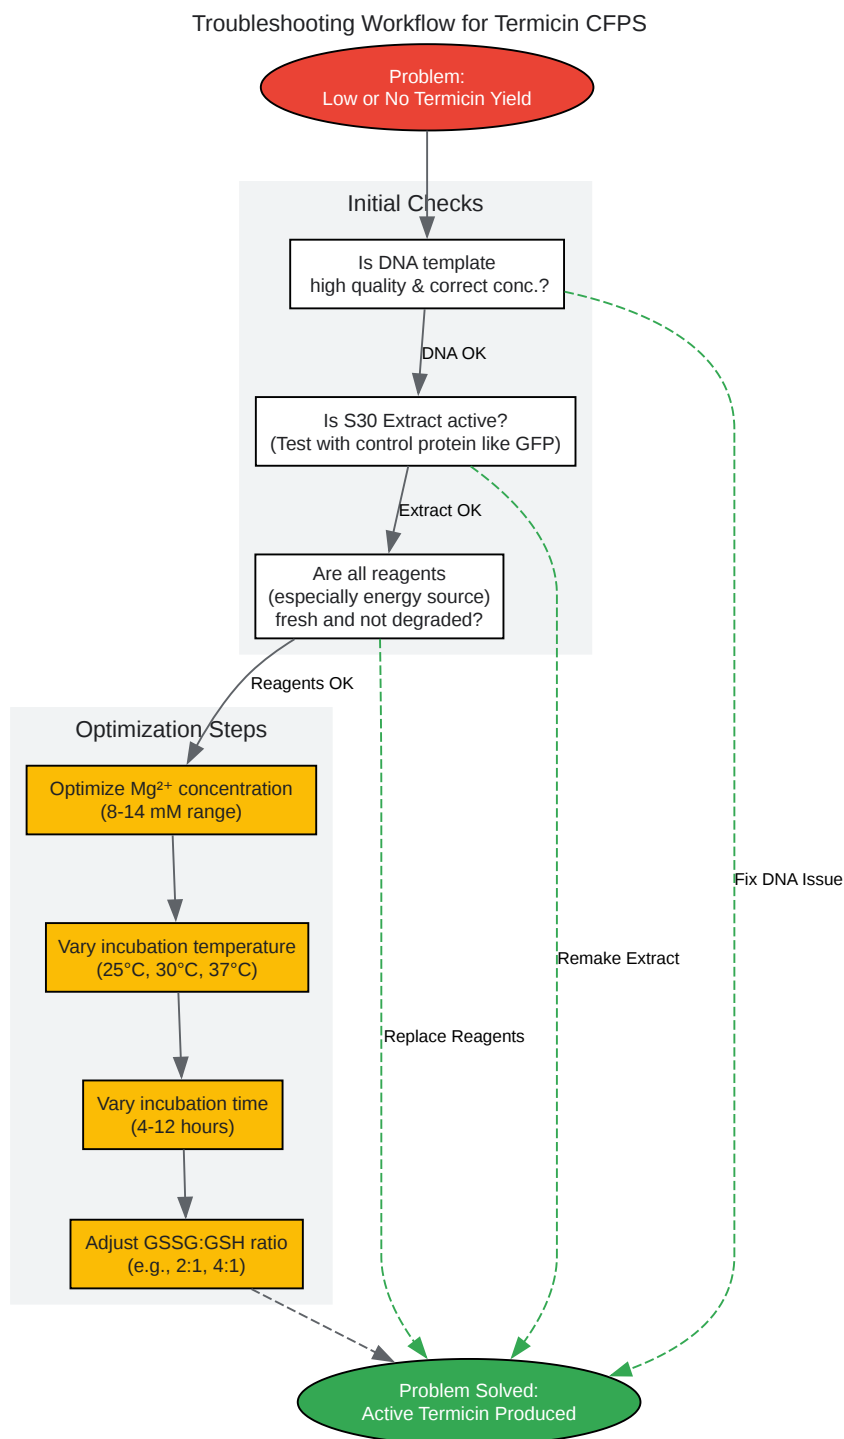 Troubleshooting Workflow for Termicin CFPS
Problem:
Low or No Termicin Yield
Initial Checks
Is DNA template
high quality & correct conc.?
DNA OK
Is S30 Extract active?
(Test with control protein like GFP)
Extract OK
Are all reagents
(especially energy source)
fresh and not degraded?
Reagents OK
Optimization Steps
Optimize Mg²⁺ concentration
(8-14 mM range)
Fix DNA Issue
Vary incubation temperature
(25°C, 30°C, 37°C)
Remake Extract
Replace Reagents
Vary incubation time
(4-12 hours)
Adjust GSSG:GSH ratio
(e.g., 2:1, 4:1)
Problem Solved:
Active Termicin Produced